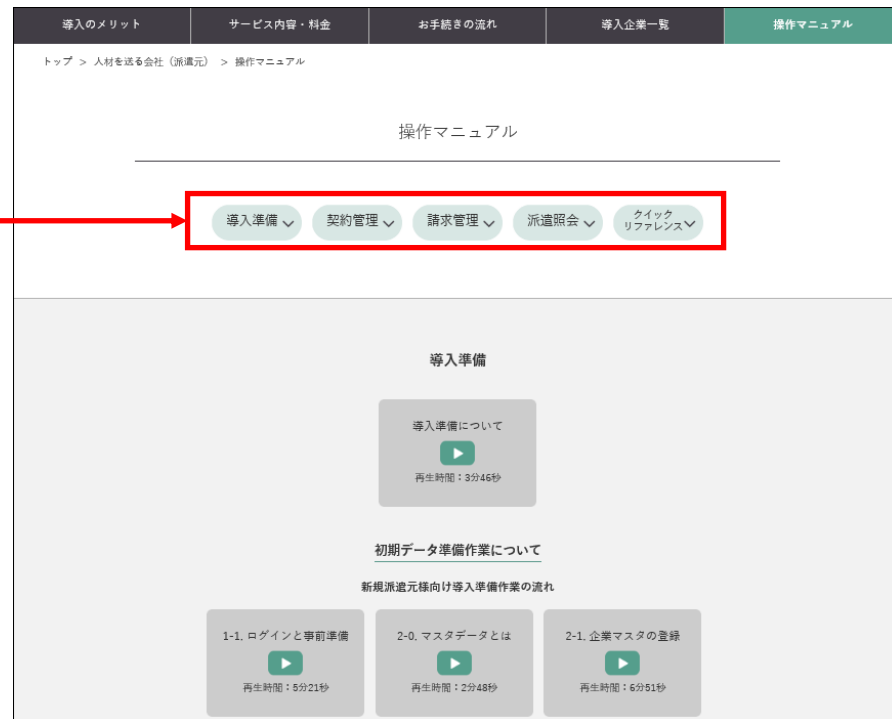 導入のメリット
サービス内容・料金
お手続きの流れ
導入企業一覧
操作マニュアル
トップ > 人材を送る会社（派遣元） > 操作マニュアル
操作マニュアル
導入準備
契約管理
請求管理
派遣照会
クイック
リファレンス
導入準備
導入準備について
再生時間：3分46秒
初期データ準備作業について
新規派遣元様向け導入準備作業の流れ
1-1. ログインと事前準備
再生時間：5分21秒
2-0. マスタデータとは
再生時間：2分48秒
2-1. 企業マスタの登録
再生時間：6分51秒